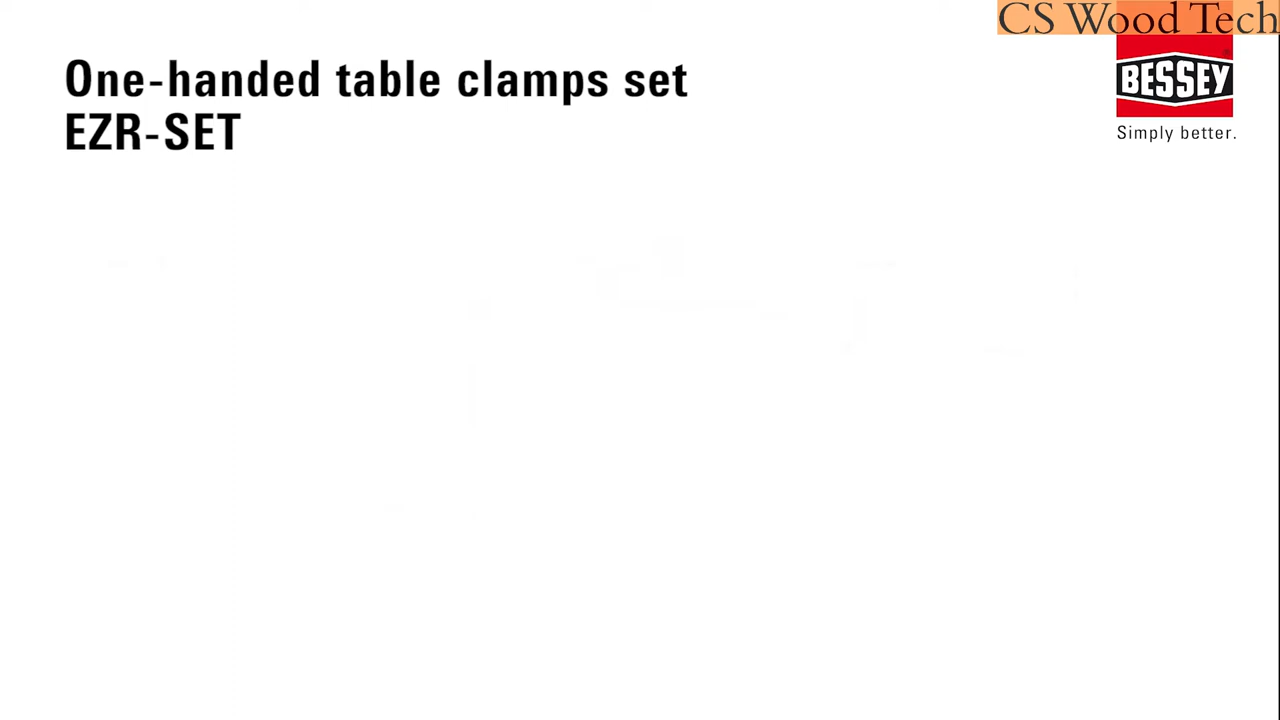 CS Wood Tech
One-handed table clamps set
EZR-SET
BESSEY
Simply better.